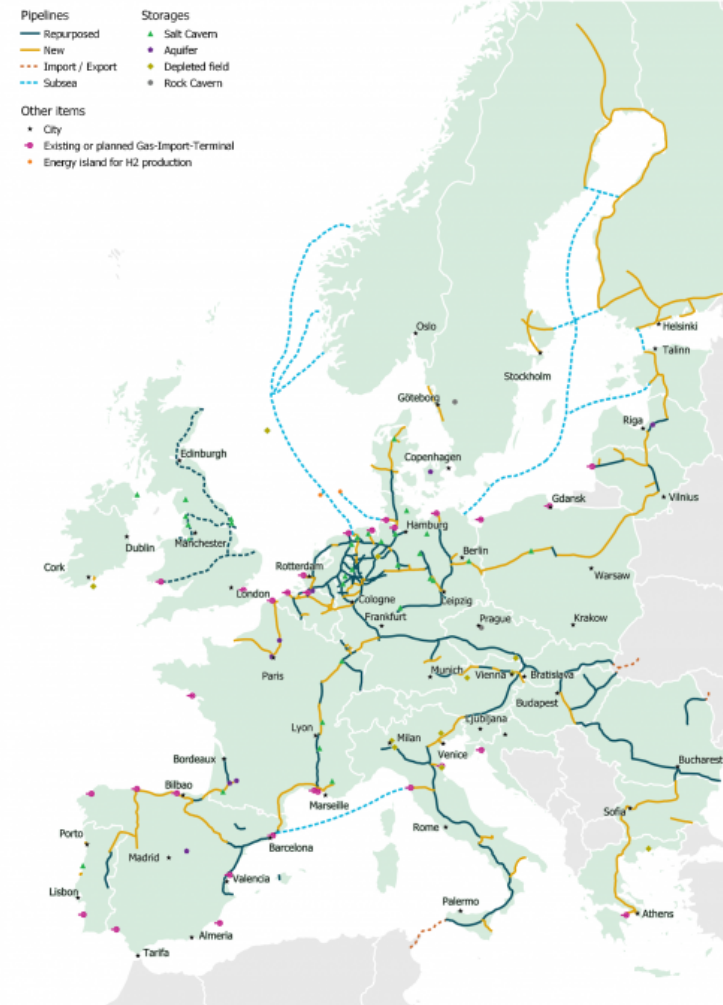 Pipelines
Repurposed
New
Import / Export
Subsea
Storages
Salt Cavern
Aquifer
Depleted field
Rock Cavern
Other items
City
Existing or planned Gas-Import-Terminal
Energy island for H2 production
Oslo
Helsinki
Talinn
Stockholm
Göteborg
Riga
Edinburgh
Copenhagen
Vilnius
Gdansk
Hamburg
Dublin
Manchester
Berlin
Cork
Rotterdam
Warsaw
London
Cologne
Leipzig
Frankfurt
Prague
Krakow
Paris
Munich
Vienna
Bratislava
Budapest
Lyon
Milan
Ljubljana
Venice
Bordeaux
Bucharest
Bilbao
Marseille
Sofia
Porto
Rome
Barcelona
Madrid
Valencia
Lisbon
Palermo
Athens
Almeria
Tarifa